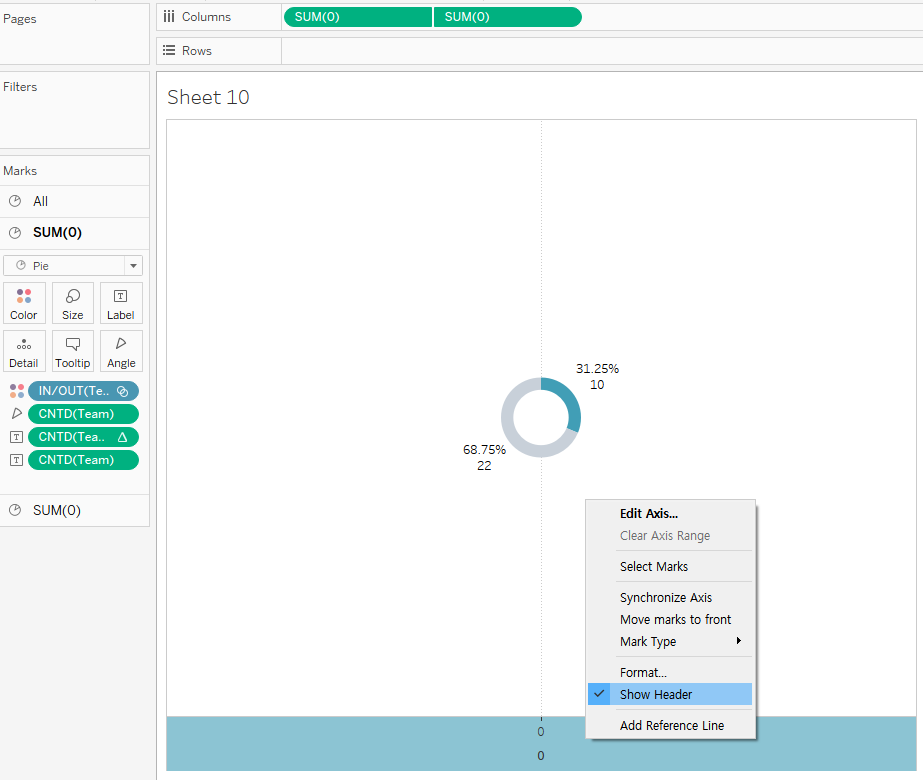 Pages
Columns
SUM(0)
SUM(0)
Rows
Filters
Sheet 10
Marks
All
SUM(0)
Pie
Color
Size
Label
Detail
Tooltip
Angle
IN/OUT(Te..
CNTD(Team)
CNTD(Tea..
CNTD(Team)
SUM(0)
31.25%
10
68.75%
22
Edit Axis...
Clear Axis Range
Select Marks
Synchronize Axis
Move marks to front
Mark Type
Format...
Show Header
Add Reference Line
0
0